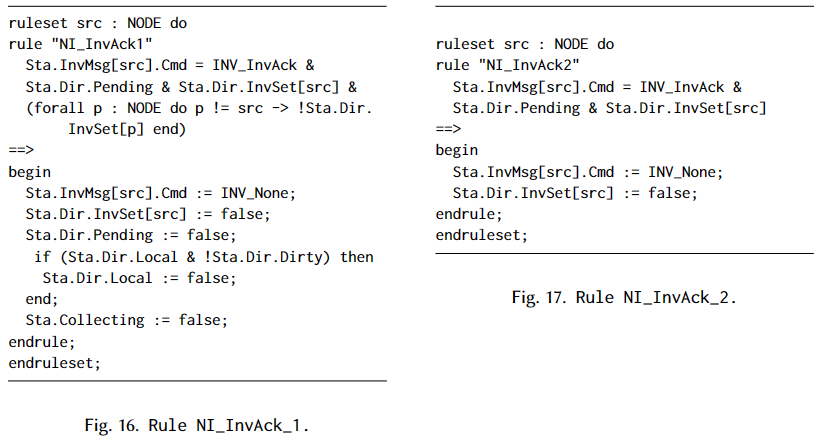 ruleset src : NODE do
rule "NI_InvAck1"
Sta.InvMsg[src].Cmd = INV_InvAck &
Sta.Dir.Pending & Sta.Dir.InvSet[src] &
(forall p : NODE do p != src -> !Sta.Dir.
InvSet[p] end)
==>
begin
Sta.InvMsg[src].Cmd := INV_None;
Sta.Dir.InvSet[src] := false;
Sta.Dir.Pending := false;
if (Sta.Dir.Local & !Sta.Dir.Dirty) then
Sta.Dir.Local := false;
end;
Sta.Collecting := false;
endrule;
endruleset;
Fig. 16. Rule NI_InvAck_1.
ruleset src : NODE do
rule "NI_InvAck2"
Sta.InvMsg[src].Cmd = INV_InvAck &
Sta.Dir.Pending & Sta.Dir.InvSet[src]
==>
begin
Sta.InvMsg[src].Cmd := INV_None;
Sta.Dir.InvSet[src] := false;
endrule;
endruleset;
Fig. 17. Rule NI_InvAck_2.